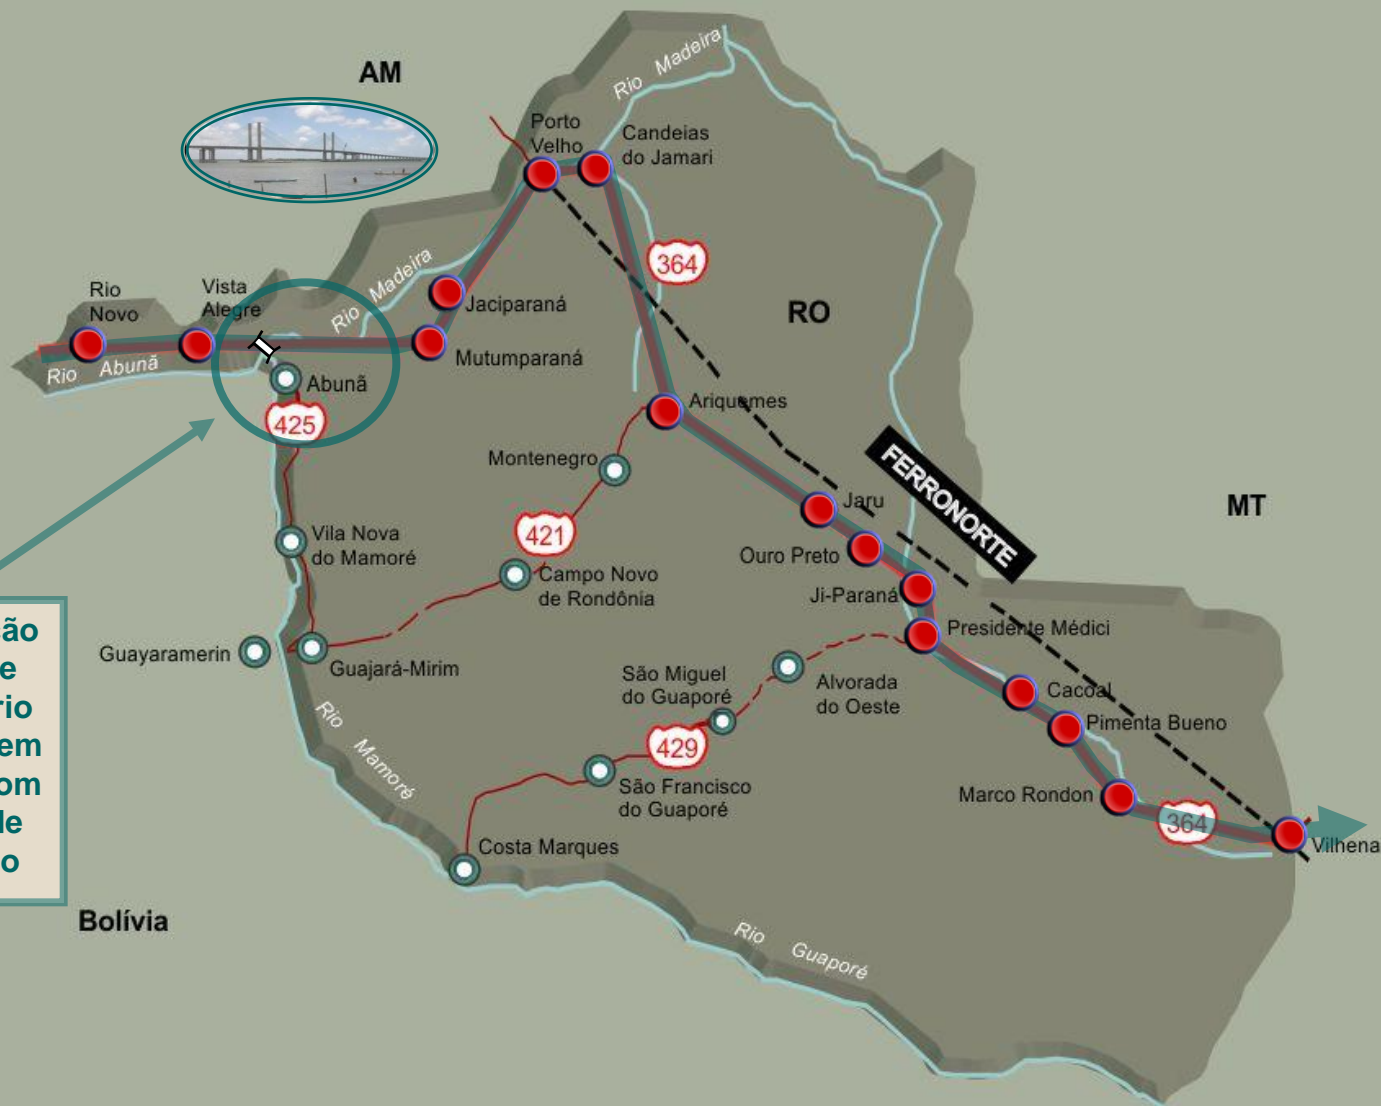 AM
Rio Madeira
Porto
Velho
Candeias
do Jamari
364
RO
Rio
Novo
Vista
Alegre
Rio Madeira
Jaciparaná
Mutumparaná
Rio Abunã
Abunã
425
Ariquemes
Montenegro
FERRONORTE
MT
Jaru
Vila Nova
do Mamoré
421
Ouro Preto
Campo Novo
de Rondônia
Ji-Paraná
Presidente Médici
Guayaramerin
Guajará-Mirim
São Miguel
do Guaporé
Alvorada
do Oeste
Cacoal
Pimenta Bueno
Rio Mamoré
429
São Francisco
do Guaporé
Marco Rondon
364
Vilhena
Costa Marques
ão
e
rio
em
om
le
o
Bolívia
Rio Guaporé